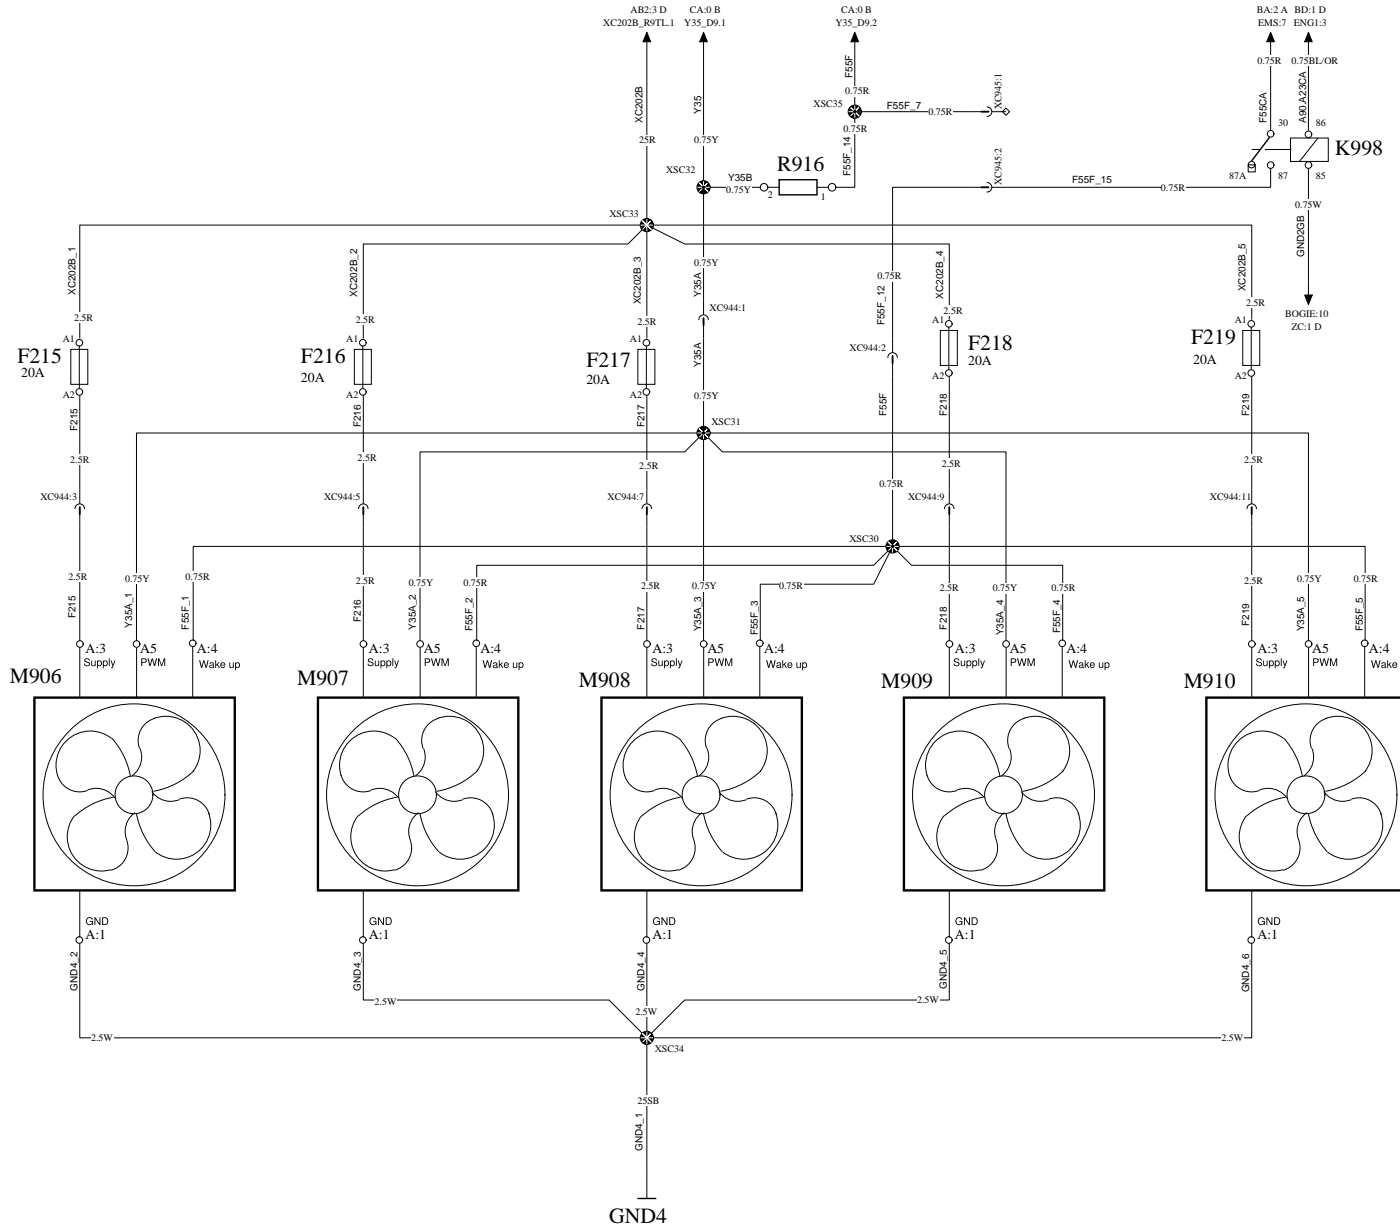 AB2:3 D
XC202B_R9TL.1
CA:0 B
Y35_D9.1
CA:0 B
Y35_D9.2
BA:2 A
EMS:7
BD:1 D
ENG1:3
XC202B
25R
Y35
0.75Y
F55F
0.75R
XSC35
F55F_7
0.75R
XC945:1
0.75R
F55F_14
0.75R
F55CA
0.75BL/OR
A90.A23CA
30
86
K998
87A
87
85
XSC32
Y35B
0.75Y
2
R916
1
XC945:2
F55F_15
0.75R
0.75W
GND2GB
BOGIE:10
ZC:1 D
XSC33
XC202B_1
2.5R
XC202B_2
2.5R
XC202B_3
2.5R
0.75Y
Y35A
XC944:1
Y35A
0.75Y
0.75R
F55F_12
XC944:2
F55F
0.75R
XC202B_4
2.5R
XC202B_5
2.5R
A1
F215
20A
A2
A1
F216
20A
A2
A1
F217
20A
A2
A1
F218
20A
A2
A1
F219
20A
A2
F215
2.5R
XC944:3
F216
2.5R
XC944:5
F217
2.5R
XC944:7
F218
2.5R
XC944:9
F219
2.5R
XC944:11
XSC31
XSC30
2.5R
F215
0.75Y
Y35A_1
0.75R
F55F_1
2.5R
F216
0.75Y
Y35A_2
0.75R
F55F_2
2.5R
F217
0.75Y
Y35A_3
0.75R
F55F_3
2.5R
F218
0.75Y
Y35A_4
0.75R
F55F_4
2.5R
F219
0.75Y
Y35A_5
0.75R
F55F_5
A:3
Supply
A5
PWM
A:4
Wake up
A:3
Supply
A5
PWM
A:4
Wake up
A:3
Supply
A5
PWM
A:4
Wake up
A:3
Supply
A5
PWM
A:4
Wake up
A:3
Supply
A5
PWM
A:4
Wake
M906
M907
M908
M909
M910
GND
A:1
GND
A:1
GND
A:1
GND
A:1
GND
A:1
GND4_2
GND4_3
GND4_4
GND4_5
GND4_6
2.5W
2.5W
2.5W
2.5W
2.5W
XSC34
25SB
GND4_1
GND4